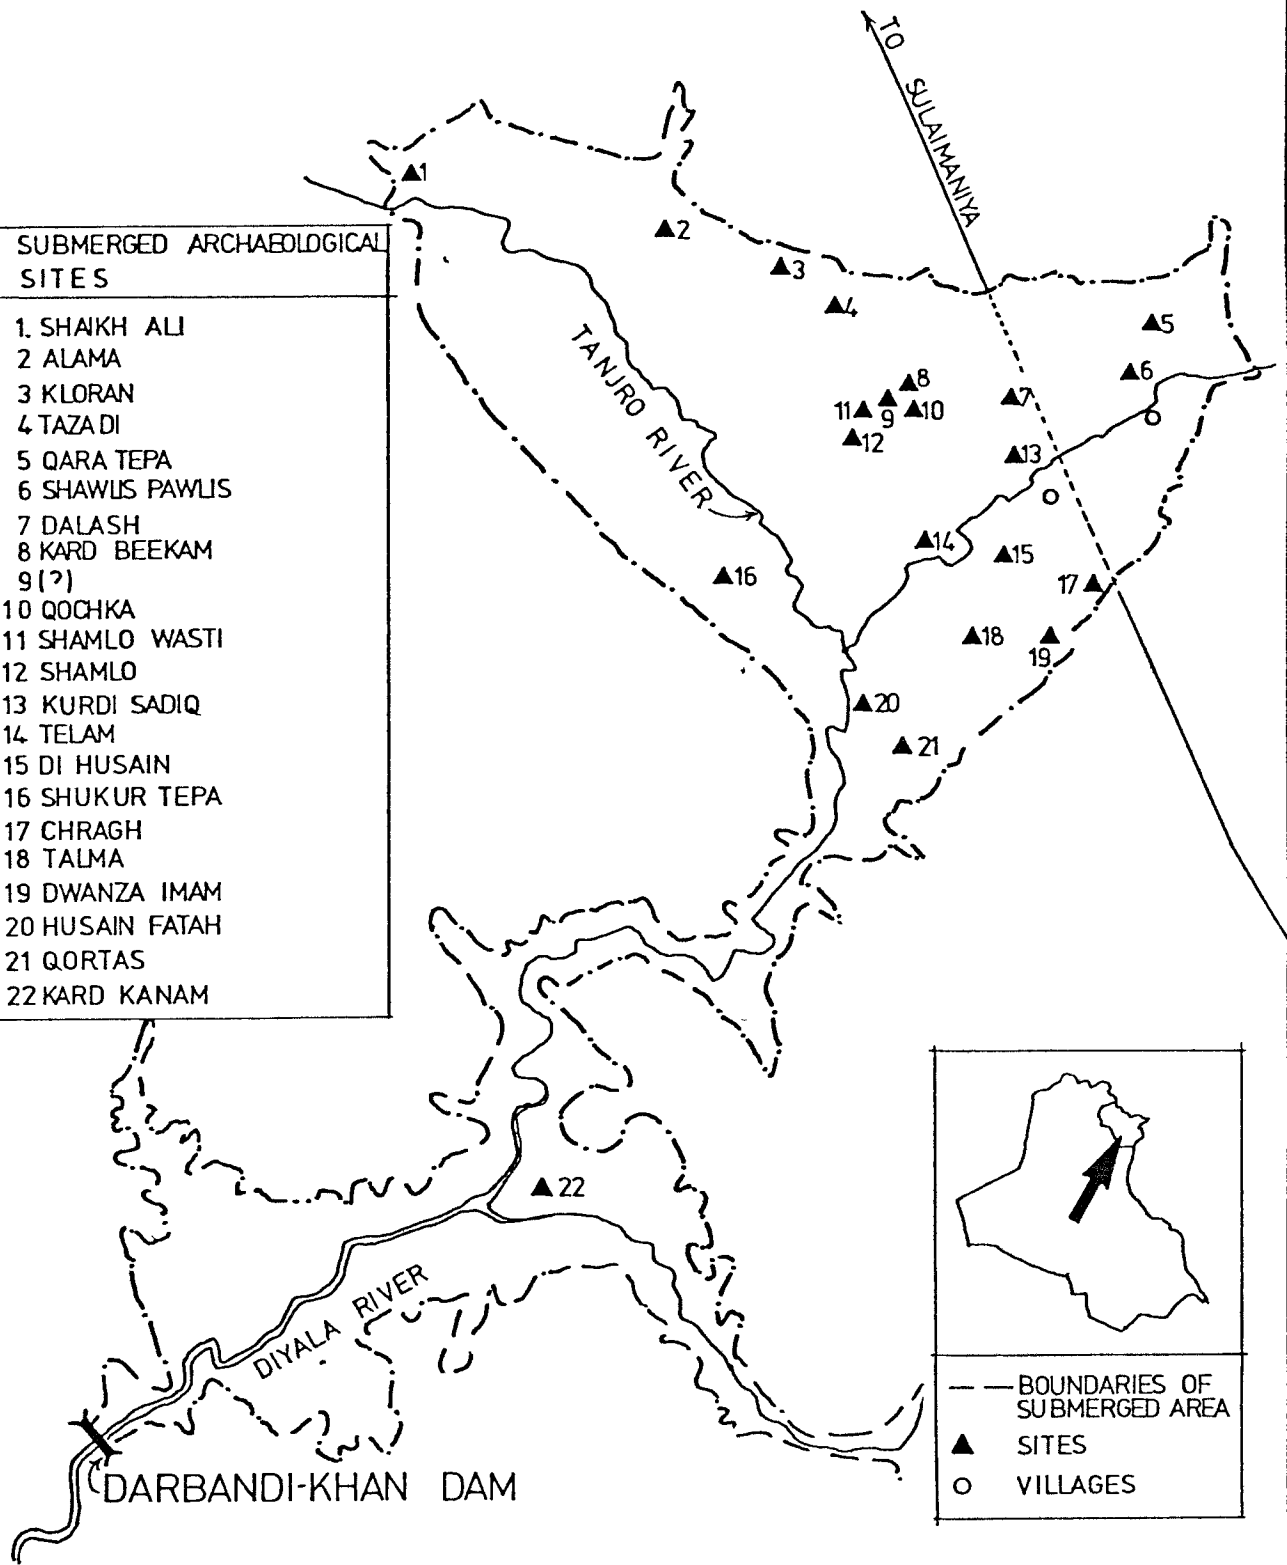 TO SULAIMANIYA
SUBMERGED ARCHAEOLOGICAL
SITES
1. SHAIKH ALI
2 ALAMA
3 KLORAN
4 TAZA DI
5 QARA TEPA
6 SHAWLIS PAWLIS
7 DALASH
8 KARD BEEKAM
9 (?)
10 QOCHKA
11 SHAMLO WASTI
12 SHAMLO
13 KURDI SADIQ
14 TELAM
15 DI HUSAIN
16 SHUKUR TEPA
17 CHRAGH
18 TALMA
19 DWANZA IMAM
20 HUSAIN FATAH
21 QORTAS
22 KARD KANAM
1
2
3
4
5
6
7
8
9
10
11
12
13
14
15
16
17
18
19
20
21
22
TANJRO RIVER
DIYALA RIVER
DARBANDI-KHAN DAM
BOUNDARIES OF
SUBMERGED AREA
SITES
VILLAGES